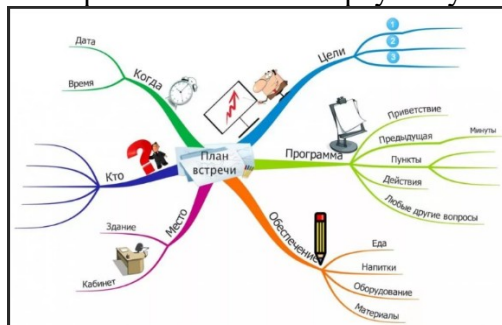 Дата
Когда
Время
Цели
1
2
3
Приветствие
Предыдущая
Минуты
Программа
Пункты
Действия
Любые другие вопросы
План
встречи
Кто
Место
Здание
Кабинет
Обеспечение
Еда
Напитки
Оборудование
Материалы